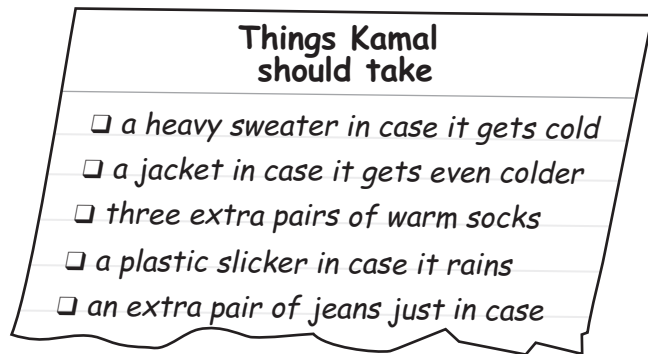 Things Kamal
should take
❑ a heavy sweater in case it gets cold
❑ a jacket in case it gets even colder
❑ three extra pairs of warm socks
❑ a plastic slicker in case it rains
❑ an extra pair of jeans just in case